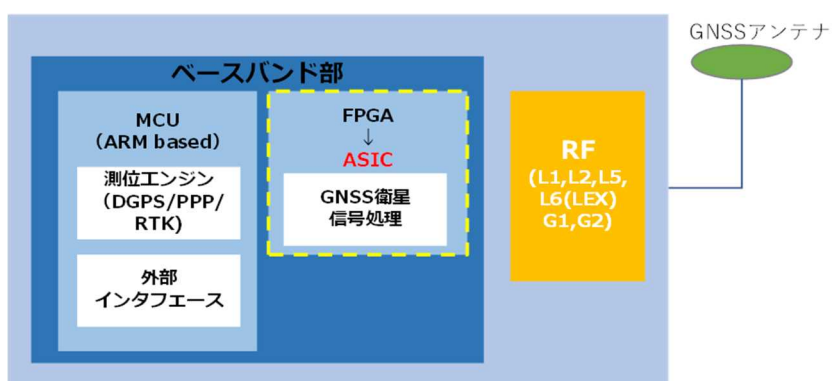 GNSSアンテナ
ベースバンド部
MCU
（ARM based）
測位エンジン
（DGPS/PPP/
RTK)
外部
インタフエース
FPGA
↓
ASIC
GNSS衛星
信号処理
RF
(L1,L2,L5,
L6(LEX)
G1,G2)